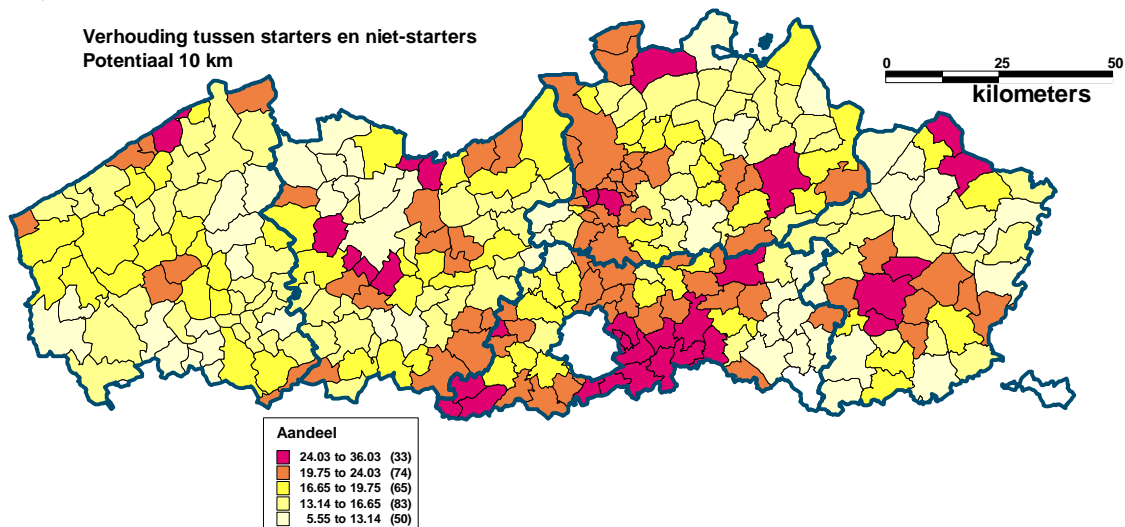 Verhouding tussen starters en niet-starters
Potentiaal 10 km
0 25 50
kilometers
Aandeel
24.03 to 36.03 (33)
19.75 to 24.03 (74)
16.65 to 19.75 (65)
13.14 to 16.65 (83)
5.55 to 13.14 (50)